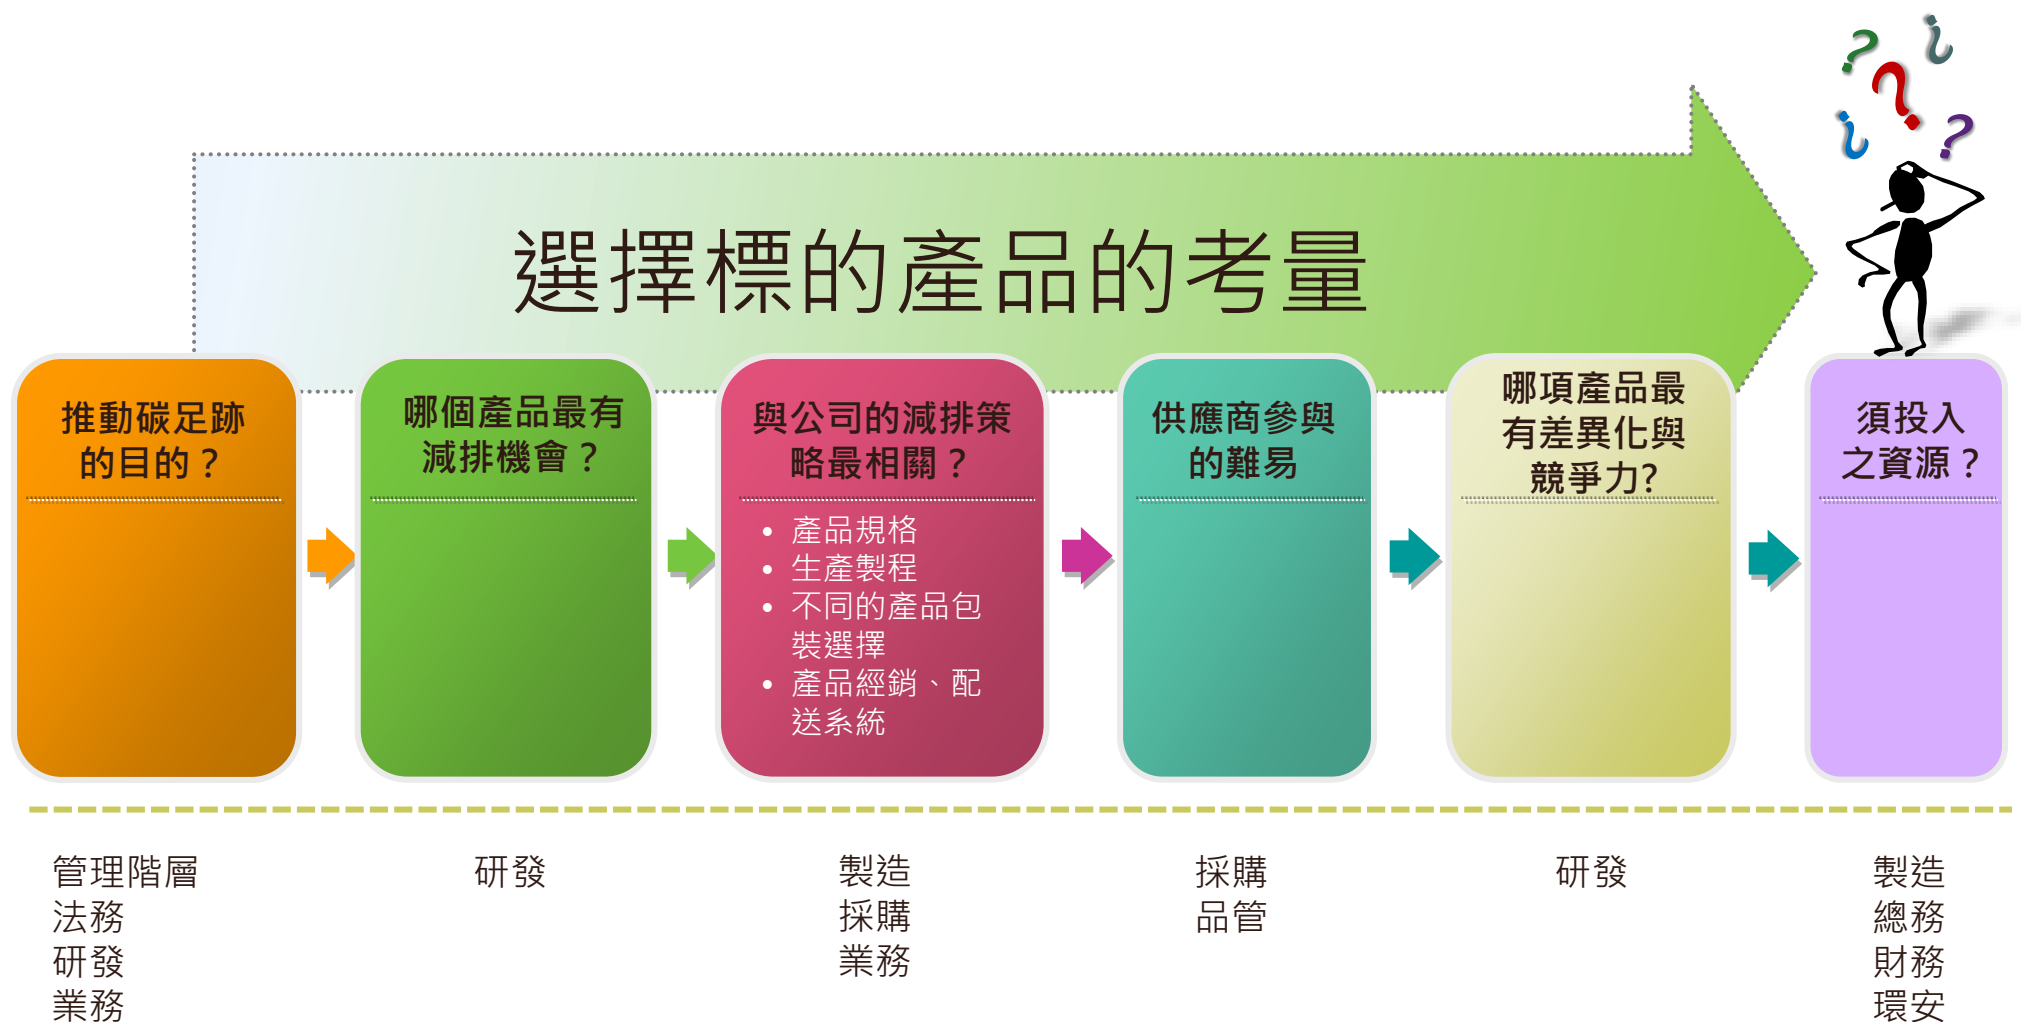 選擇標的產品的考量
推動碳足跡
的目的？
哪個產品最有
減排機會？
與公司的減排策
略最相關？
• 產品規格
• 生產製程
• 不同的產品包
裝選擇
• 產品經銷、配
送系統
供應商參與
的難易
哪項產品最
有差異化與
競爭力?
須投入
之資源？
管理階層
法務
研發
業務
研發
製造
採購
業務
採購
品管
研發
製造
總務
財務
環安